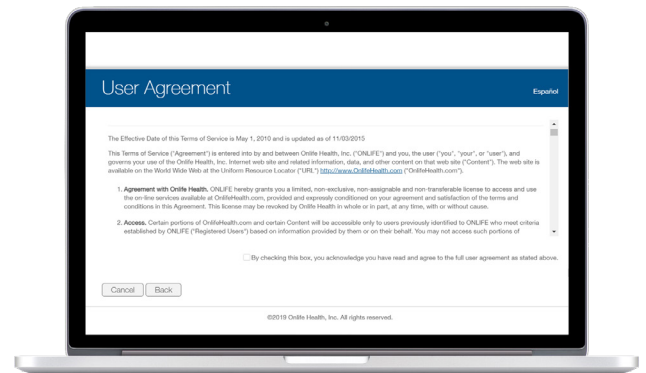 User Agreement
Español
The Effective Date of this Terms of Service is May 1, 2010 and is updated as of 11/03/2015
This Terms of Service ("Agreement") is entered into by and between Onlife Health, Inc. ("ONLIFE") and you, the user ("you", "your", or "user"), and
governs your use of the Onlife Health, Inc. Internet web site and related information, data, and other content on that web site ("Content"). The web site is
available on the World Wide Web at the Uniform Resource Locator ("URL") http://www.OnlifeHealth.com ("OnlifeHealth.com").
1. Agreement with Onlife Health. ONLIFE hereby grants you a limited, non-exclusive, non-assignable and non-transferable license to access and use
the on-line services available at OnlifeHealth.com, provided and expressly conditioned on your agreement and satisfaction of the terms and
conditions in this Agreement. This license may be revoked by Onlife Health in whole or in part, at any time, with or without cause.
2. Access. Certain portions of OnlifeHealth.com and certain Content will be accessible only to users previously identified to ONLIFE who meet criteria
established by ONLIFE ("Registered Users") based on information provided by them or on their behalf. You may not access such portions of
By checking this box, you acknowledge you have read and agree to the full user agreement as stated above.
Cancel Back
©2019 Onlife Health, Inc. All rights reserved.